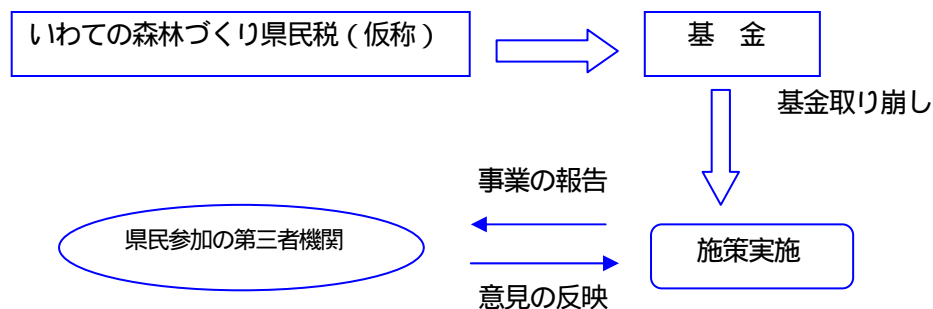 いわての森林づくり県民税(仮称)
基 金
基金取り崩し
事業の報告
県民参加の第三者機関
施策実施
意見の反映